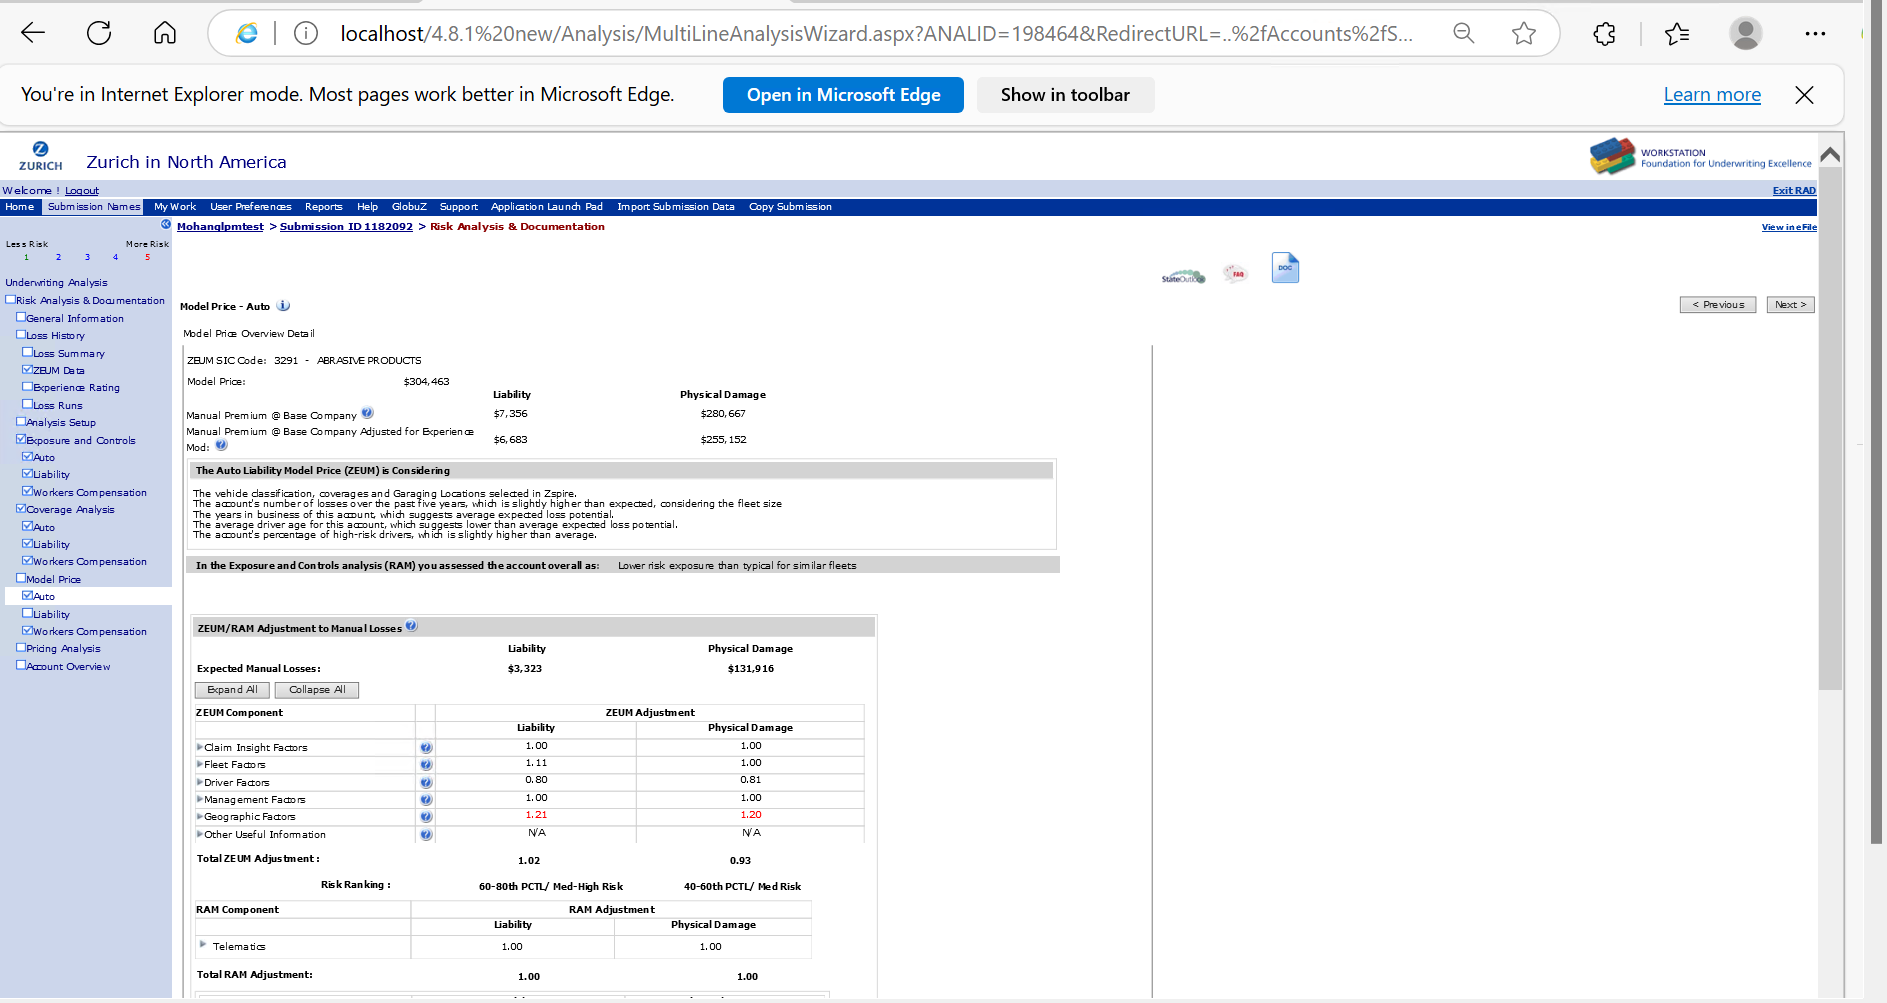 localhost/4.8.1%20new/Analysis/MultiLineAnalysisWizard.aspx?ANALID=198464&RedirectURL=..%2fAccounts%2fS...
You're in Internet Explorer mode. Most pages work better in Microsoft Edge.
Open in Microsoft Edge
Show in toolbar
Learn more
ZURICH
Zurich in North America
WORKSTATION
Foundation for Underwriting Excellence
Welcome ! Logout
Exit RAD
Home Submission Names My Work User Preferences Reports Help GlobuZ Support Application Launch Pad Import Submission Data Copy Submission
Mohanqlpmtest > Submission ID 1182092 > Risk Analysis & Documentation
View in eFile
Less Risk More Risk
1 2 3 4 5
Underwriting Analysis
Risk Analysis & Documentation
General Information
Loss History
Loss Summary
ZEUM Data
Experience Rating
Loss Runs
Analysis Setup
Exposure and Controls
Auto
Liability
Workers Compensation
Coverage Analysis
Auto
Liability
Workers Compensation
Model Price
Auto
Liability
Workers Compensation
Pricing Analysis
Account Overview
StateOutlook
FAQ
DOC
Model Price - Auto
< Previous Next >
Model Price Overview Detail
ZEUM SIC Code: 3291 - ABRASIVE PRODUCTS
Model Price: $304,463
Liability Physical Damage
Manual Premium @ Base Company $7,356 $280,667
Manual Premium @ Base Company Adjusted for Experience
Mod: $6,683 $255,152
The Auto Liability Model Price (ZEUM) is Considering
The vehicle classification, coverages and Garaging Locations selected in Zspire.
The account's number of losses over the past five years, which is slightly higher than expected, considering the fleet size
The years in business of this account, which suggests average expected loss potential.
The average driver age for this account, which suggests lower than average expected loss potential.
The account's percentage of high-risk drivers, which is slightly higher than average.
In the Exposure and Controls analysis (RAM) you assessed the account overall as: Lower risk exposure than typical for similar fleets
ZEUM/RAM Adjustment to Manual Losses
Liability Physical Damage
Expected Manual Losses: $3,323 $131,916
Expand All Collapse All
ZEUM Component ZEUM Adjustment
Liability Physical Damage
Claim Insight Factors 1.00 1.00
Fleet Factors 1.11 1.00
Driver Factors 0.80 0.81
Management Factors 1.00 1.00
Geographic Factors 1.21 1.20
Other Useful Information N/A N/A
Total ZEUM Adjustment : 1.02 0.93
Risk Ranking : 60-80th PCTL/ Med-High Risk 40-60th PCTL/ Med Risk
RAM Component RAM Adjustment
Liability Physical Damage
Telematics 1.00 1.00
Total RAM Adjustment: 1.00 1.00